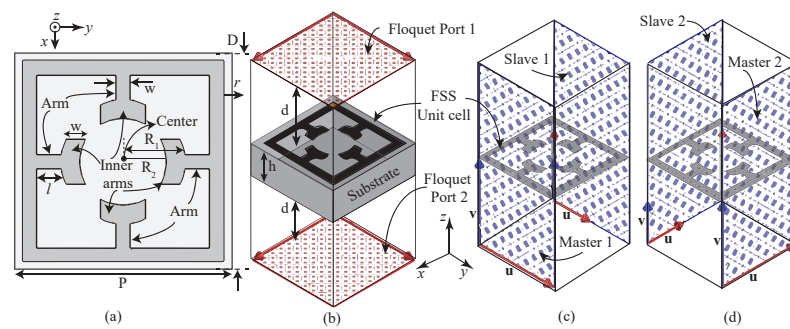 z
y
x
D
r
w
Arm
Center
w
R1
Inner
R2
arms
l
Arm
P
(a)
Floquet Port 1
d
FSS
Unit cell
h
Substrate
d
Floquet
Port 2
z
x
y
(b)
Slave 1
v
u
Master 1
u
(c)
Slave 2
Master 2
v
u
v
u
(d)